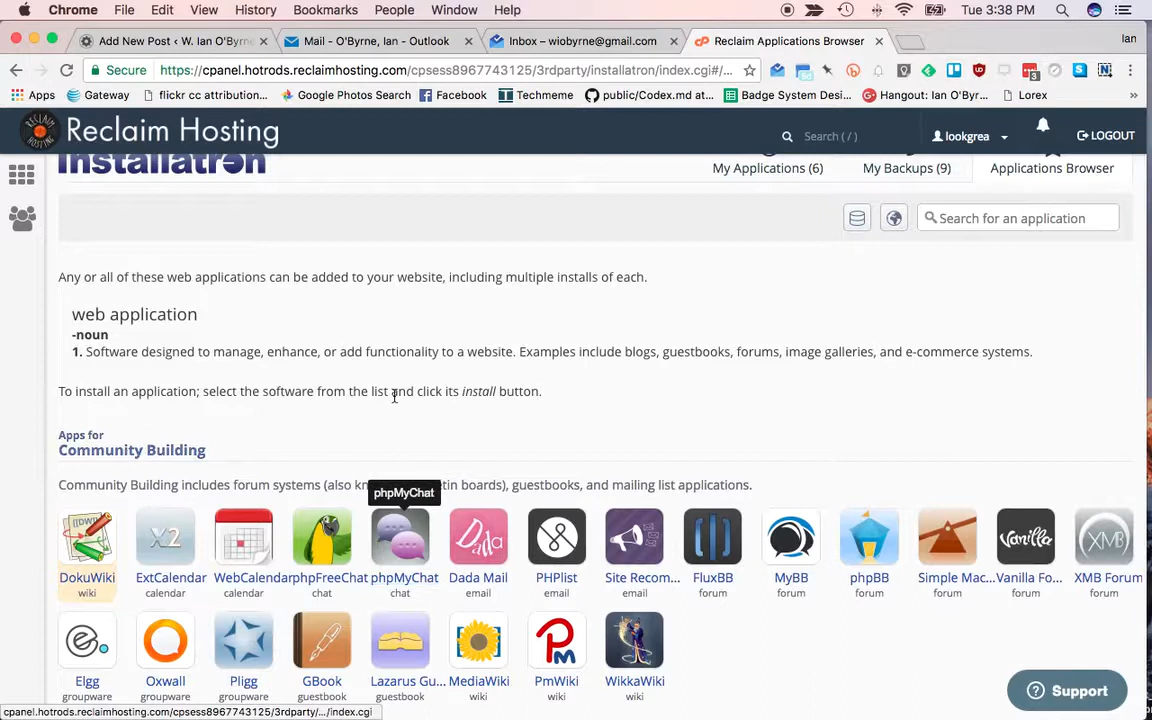 Chrome File Edit View History Bookmarks People Window Help Tue 3:38 PM
Add New Post ‹ W. Ian O'Byrne Mail - O'Byrne, Ian - Outlook Inbox – wiobyrne@gmail.com Reclaim Applications Browser Ian
Secure https://cpanel.hotrods.reclaimhosting.com/cpsess8967743125/3rdparty/installatron/index.cgi#/...
Apps Gateway flickr cc attribution... Google Photos Search Facebook Techmeme public/Codex.md at... Badge System Desi... Hangout: Ian O'Byr... Lorex »
Reclaim Hosting Search ( / ) lookgrea LOGOUT
Installatron My Applications (6) My Backups (9) Applications Browser
Search for an application
Any or all of these web applications can be added to your website, including multiple installs of each.
web application
-noun
1. Software designed to manage, enhance, or add functionality to a website. Examples include blogs, guestbooks, forums, image galleries, and e-commerce systems.
To install an application; select the software from the list and click its install button.
Apps for
Community Building
Community Building includes forum systems (also kn etin boards), guestbooks, and mailing list applications.
phpMyChat
DokuWiki ExtCalendar WebCalendar phpFreeChat phpMyChat Dada Mail PHPlist Site Recom... FluxBB MyBB phpBB Simple Mac... Vanilla Fo... XMB Forum
wiki calendar calendar chat chat email email email forum forum forum forum forum forum
Elgg Oxwall Pligg GBook Lazarus Gu... MediaWiki PmWiki WikkaWiki
groupware groupware groupware guestbook guestbook wiki wiki wiki
Support
cpanel.hotrods.reclaimhosting.com/cpsess8967743125/3rdparty/.../index.cgi